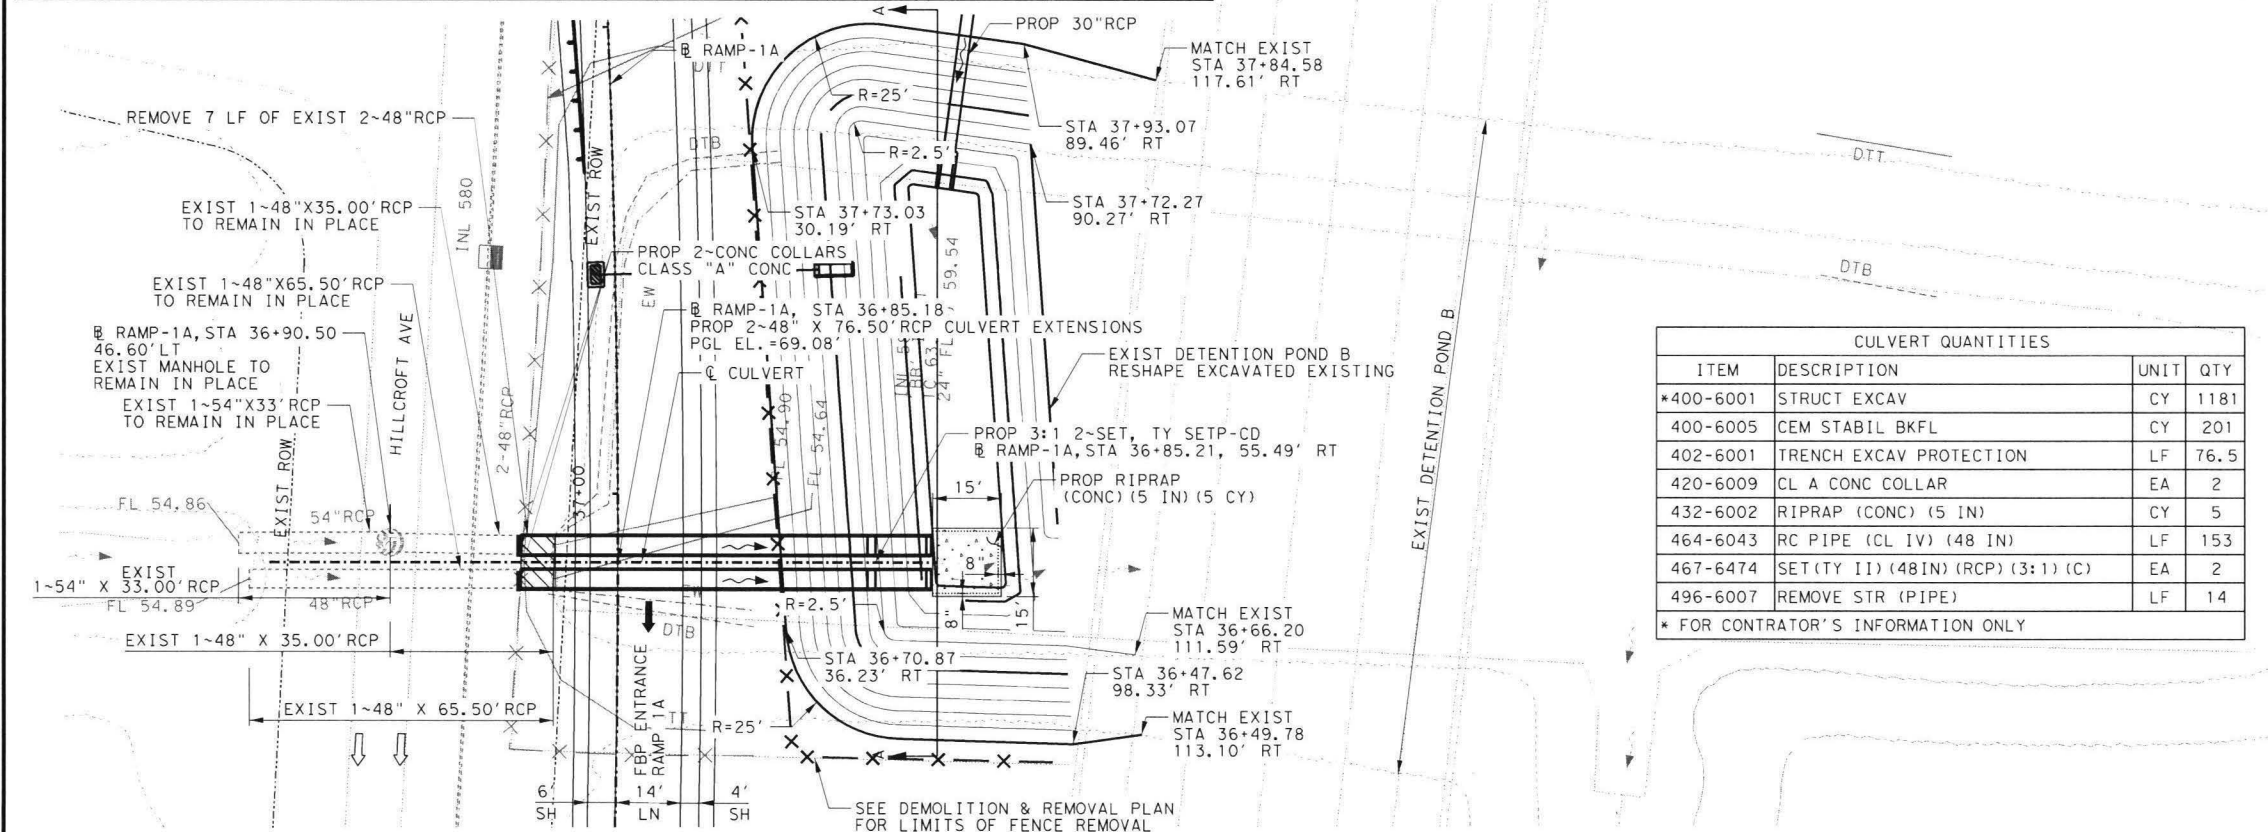 PROP 30"RCP
A
℄ RAMP-1A
DTT
MATCH EXIST
STA 37+84.58
117.61' RT
REMOVE 7 LF OF EXIST 2~48"RCP
R=25'
STA 37+93.07
89.46' RT
DTB
R=2.5'
DTT
EXIST ROW
INL 580
EXIST 1~48"X35.00'RCP
TO REMAIN IN PLACE
STA 37+73.03
30.19' RT
STA 37+72.27
90.27' RT
PROP 2~CONC COLLARS
CLASS "A" CONC
EXIST 1~48"X65.50'RCP
TO REMAIN IN PLACE
EW
DTB
℄ RAMP-1A, STA 36+85.18
PROP 2~48" X 76.50'RCP CULVERT EXTENSIONS
PGL EL.=69.08'
℄ RAMP-1A, STA 36+90.50
46.60'LT
EXIST MANHOLE TO
REMAIN IN PLACE
HILLCROFT AVE
EXIST DETENTION POND B
RESHAPE EXCAVATED EXISTING
℄ CULVERT
EXIST 1~54"X33'RCP
TO REMAIN IN PLACE
2-48"RCP
FL 54.90
FL 54.64
24" FL 59.54
PROP 3:1 2~SET, TY SETP-CD
℄ RAMP-1A, STA 36+85.21, 55.49' RT
PROP RIPRAP
(CONC) (5 IN) (5 CY)
15'
EXIST DETENTION POND B
FL 54.86
54"RCP
EXIST ROW
37+00
EXIST
1~54" X 33.00'RCP
FL 54.89
48"RCP
8"
8"
15'
EW
DTB
R=2.5'
MATCH EXIST
STA 36+66.20
111.59' RT
EXIST 1~48" X 35.00'RCP
STA 36+70.87
36.23' RT
STA 36+47.62
98.33' RT
EXIST 1~48" X 65.50'RCP
TT
R=25'
MATCH EXIST
STA 36+49.78
113.10' RT
A
FBP ENTRANCE
RAMP 1A
6'
SH
14'
LN
4'
SH
SEE DEMOLITION & REMOVAL PLAN
FOR LIMITS OF FENCE REMOVAL
CULVERT QUANTITIES
ITEM DESCRIPTION UNIT QTY
*400-6001 STRUCT EXCAV CY 1181
400-6005 CEM STABIL BKFL CY 201
402-6001 TRENCH EXCAV PROTECTION LF 76.5
420-6009 CL A CONC COLLAR EA 2
432-6002 RIPRAP (CONC) (5 IN) CY 5
464-6043 RC PIPE (CL IV) (48 IN) LF 153
467-6474 SET(TY II) (48IN) (RCP) (3:1) (C) EA 2
496-6007 REMOVE STR (PIPE) LF 14
* FOR CONTRATOR'S INFORMATION ONLY